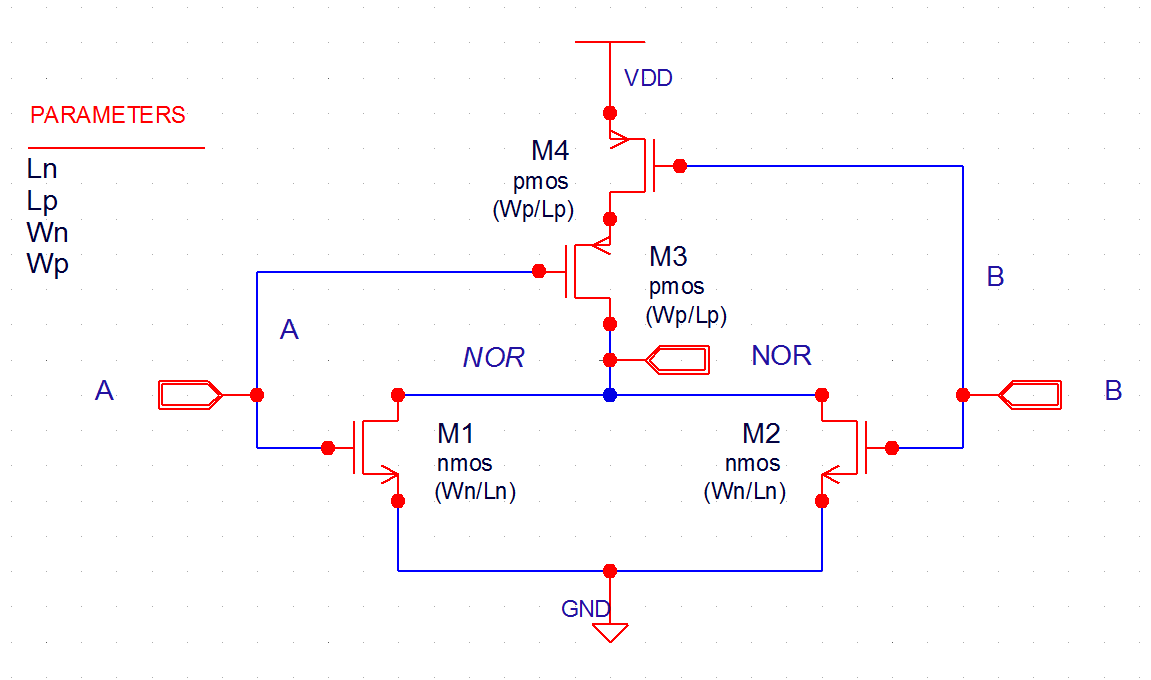 VDD
PARAMETERS
Ln
Lp
Wn
Wp
M4
pmos
(Wp/Lp)
M3
pmos
(Wp/Lp)
B
A
NOR
NOR
A
B
M1
nmos
(Wn/Ln)
M2
nmos
(Wn/Ln)
GND